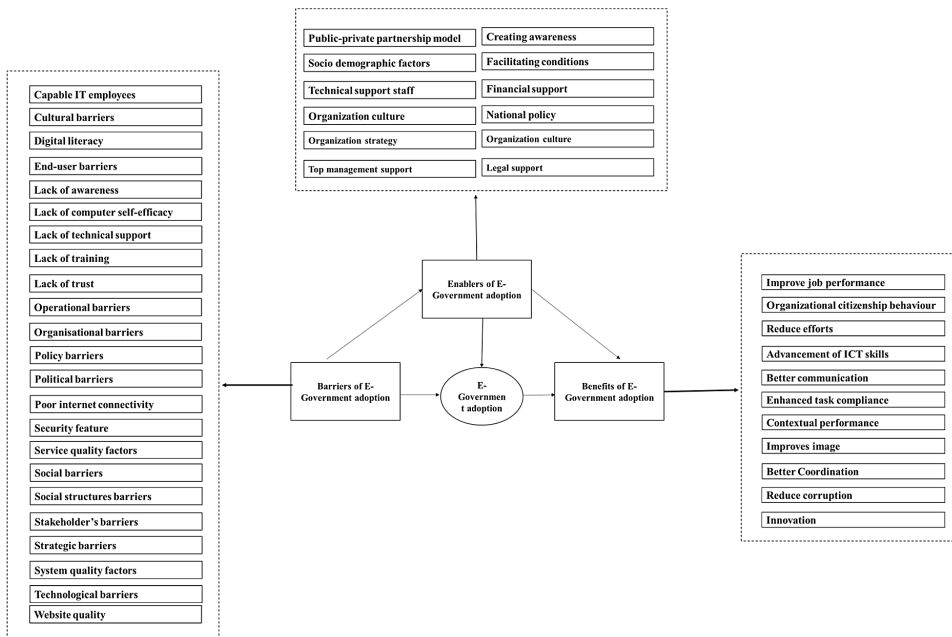 Public-private partnership model
Creating awareness
Socio demographic factors
Facilitating conditions
Technical support staff
Financial support
Organization culture
National policy
Organization strategy
Organization culture
Top management support
Legal support
Capable IT employees
Cultural barriers
Digital literacy
End-user barriers
Lack of awareness
Lack of computer self-efficacy
Lack of technical support
Lack of training
Lack of trust
Operational barriers
Organisational barriers
Policy barriers
Political barriers
Poor internet connectivity
Security feature
Service quality factors
Social barriers
Social structures barriers
Stakeholder's barriers
Strategic barriers
System quality factors
Technological barriers
Website quality
Enablers of E-
Government adoption
Barriers of E-
Government adoption
E-
Governmen
t adoption
Benefits of E-
Government adoption
Improve job performance
Organizational citizenship behaviour
Reduce efforts
Advancement of ICT skills
Better communication
Enhanced task compliance
Contextual performance
Improves image
Better Coordination
Reduce corruption
Innovation